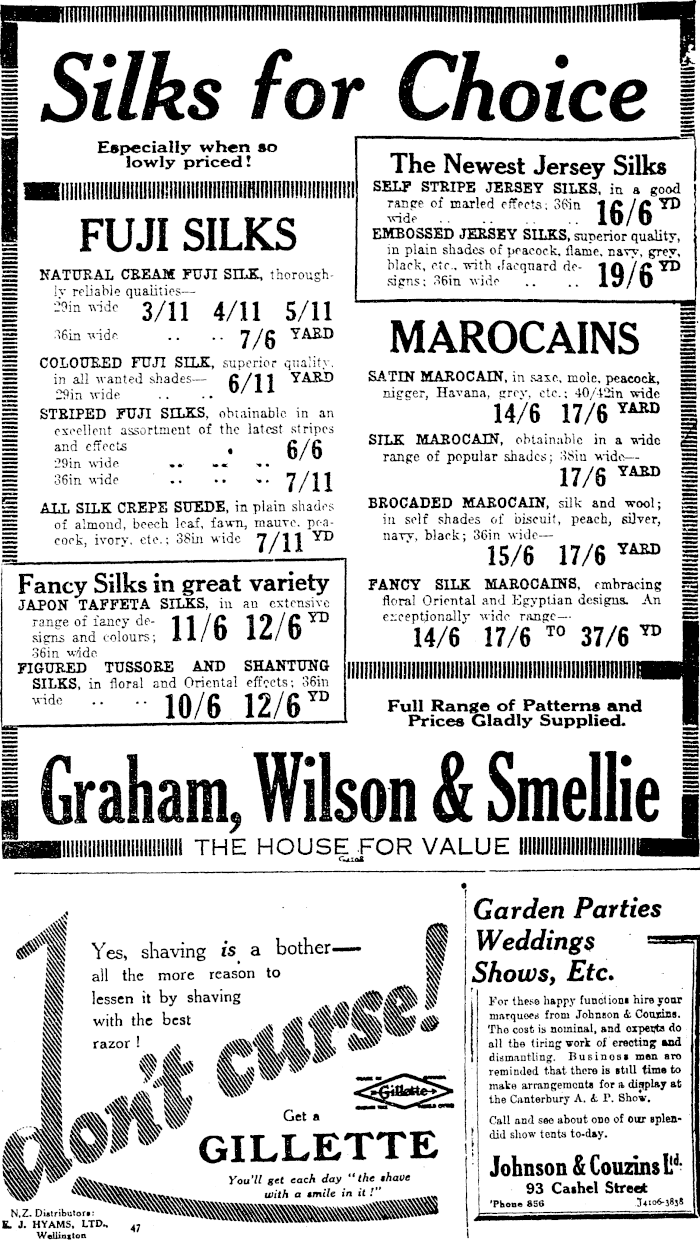 Silks for Choice
Especially when so
lowly priced!
FUJI SILKS
NATURAL CREAM FUJI SILK, thorough-
ly reliable qualities—
29in wide 3/11 4/11 5/11
36in wide .. .. 7/6 YARD
COLOURED FUJI SILK, superior quality,
in all wanted shades—
29in wide .. .. 6/11 YARD
STRIPED FUJI SILKS, obtainable in an
excellent assortment of the latest stripes
and effects
29in wide .. .. .. 6/6
36in wide .. .. .. 7/11
ALL SILK CREPE SUEDE, in plain shades
of almond, beech leaf, fawn, mauve, pea-
cock, ivory, etc.; 38in wide 7/11 YD
Fancy Silks in great variety
JAPON TAFFETA SILKS, in an extensive
range of fancy de-
signs and colours; 11/6 12/6 YD
36in wide
FIGURED TUSSORE AND SHANTUNG
SILKS, in floral and Oriental effects; 36in
wide .. .. 10/6 12/6 YD
The Newest Jersey Silks
SELF STRIPE JERSEY SILKS, in a good
range of marled effects; 36in
wide .. .. .. .. 16/6 YD
EMBOSSED JERSEY SILKS, superior quality,
in plain shades of peacock, flame, navy, grey,
black, etc., with Jacquard de-
signs; 36in wide .. .. 19/6 YD
MAROCAINS
SATIN MAROCAIN, in saxe, mole, peacock,
nigger, Havana, grey, etc.; 40/42in wide
14/6 17/6 YARD
SILK MAROCAIN, obtainable in a wide
range of popular shades; 38in wide—
17/6 YARD
BROCADED MAROCAIN, silk and wool;
in self shades of biscuit, peach, silver,
navy, black; 36in wide—
15/6 17/6 YARD
FANCY SILK MAROCAINS, embracing
floral Oriental and Egyptian designs. An
exceptionally wide range—
14/6 17/6 TO 37/6 YD
Full Range of Patterns and
Prices Gladly Supplied.
Graham, Wilson & Smellie
THE HOUSE FOR VALUE
G4108
Yes, shaving is a bother—
all the more reason to
lessen it by shaving
with the best
razor!
don't curse!
Gillette
Get a
GILLETTE
You'll get each day "the shave
with a smile in it!"
N.Z. Distributors:
E. J. HYAMS, LTD.,
Wellington
47
Garden Parties
Weddings
Shows, Etc.
For these happy functions hire your
marquees from Johnson & Couzins.
The cost is nominal, and experts do
all the tiring work of erecting and
dismantling. Business men are
reminded that there is still time to
make arrangements for a display at
the Canterbury A. & P. Show.
Call and see about one of our splen-
did show tents to-day.
Johnson & Couzins Ltd.
93 Cashel Street
'Phone 856 J4106-3838